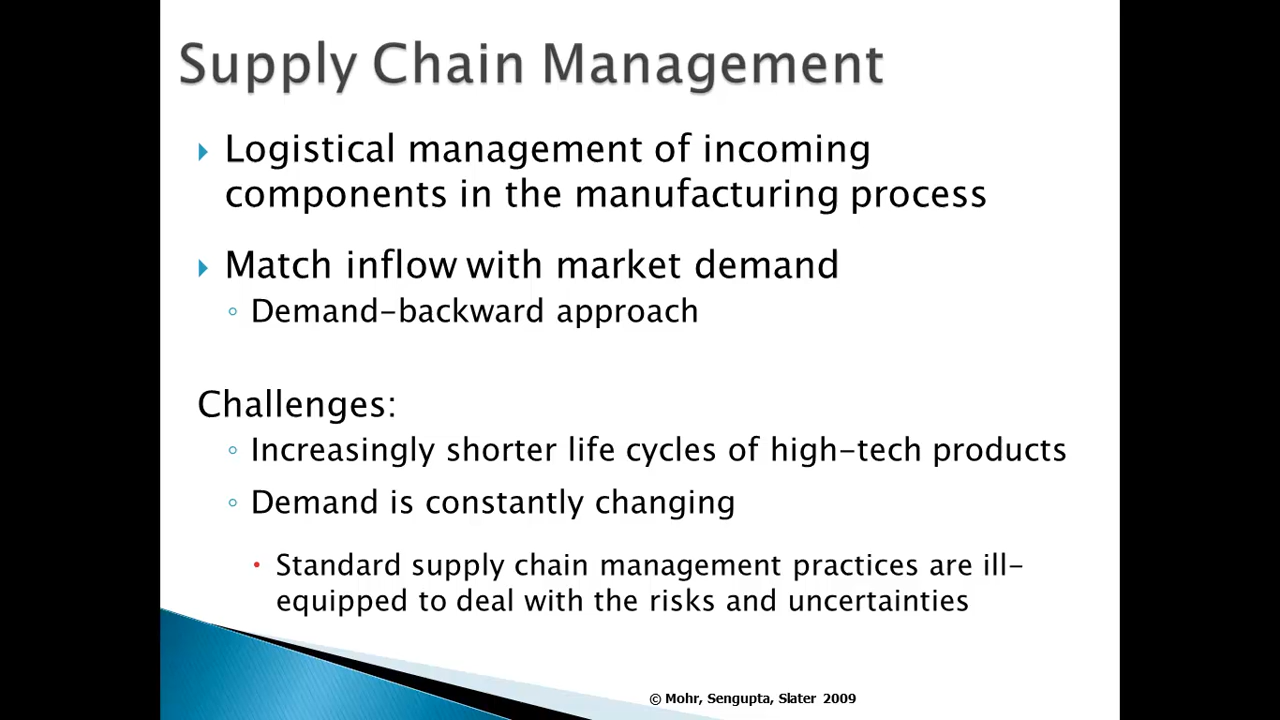 Supply Chain Management
Logistical management of incoming
components in the manufacturing process
Match inflow with market demand
Demand-backward approach
Challenges:
Increasingly shorter life cycles of high-tech products
Demand is constantly changing
Standard supply chain management practices are ill-
equipped to deal with the risks and uncertainties
© Mohr, Sengupta, Slater 2009